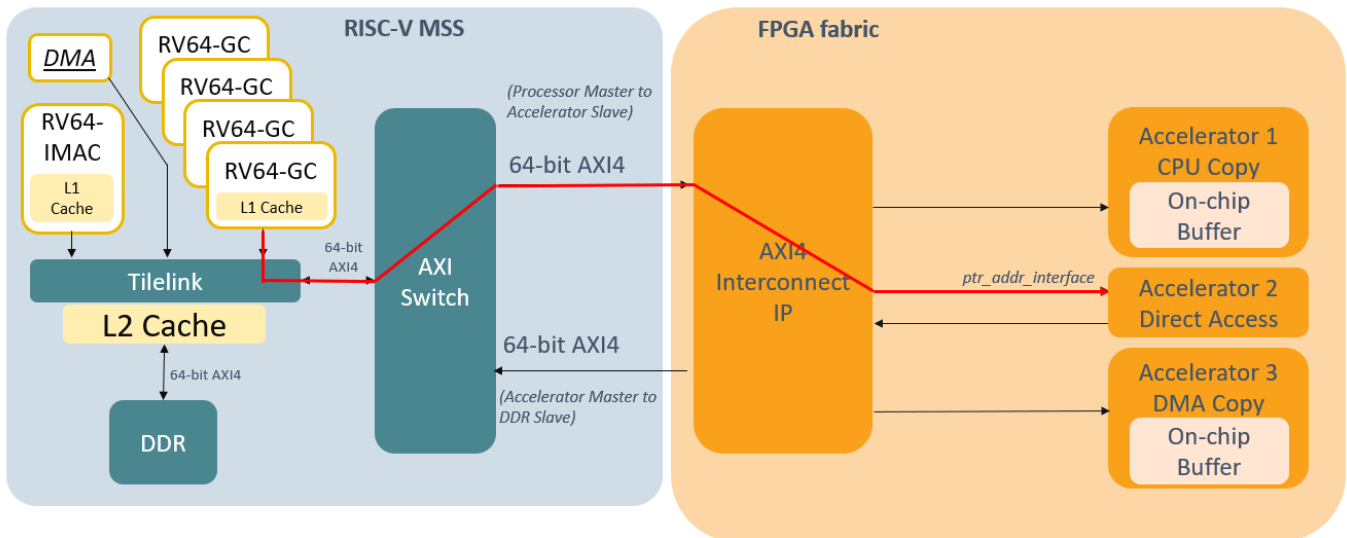 RISC-V MSS
FPGA fabric
DMA
RV64-GC
RV64-GC
RV64-GC
RV64-GC
L1 Cache
RV64-
IMAC
L1
Cache
64-bit
AXI4
Tilelink
L2 Cache
64-bit AXI4
DDR
AXI
Switch
(Processor Master to
Accelerator Slave)
64-bit AXI4
64-bit AXI4
(Accelerator Master to
DDR Slave)
AXI4
Interconnect
IP
ptr_addr_interface
Accelerator 1
CPU Copy
On-chip
Buffer
Accelerator 2
Direct Access
Accelerator 3
DMA Copy
On-chip
Buffer